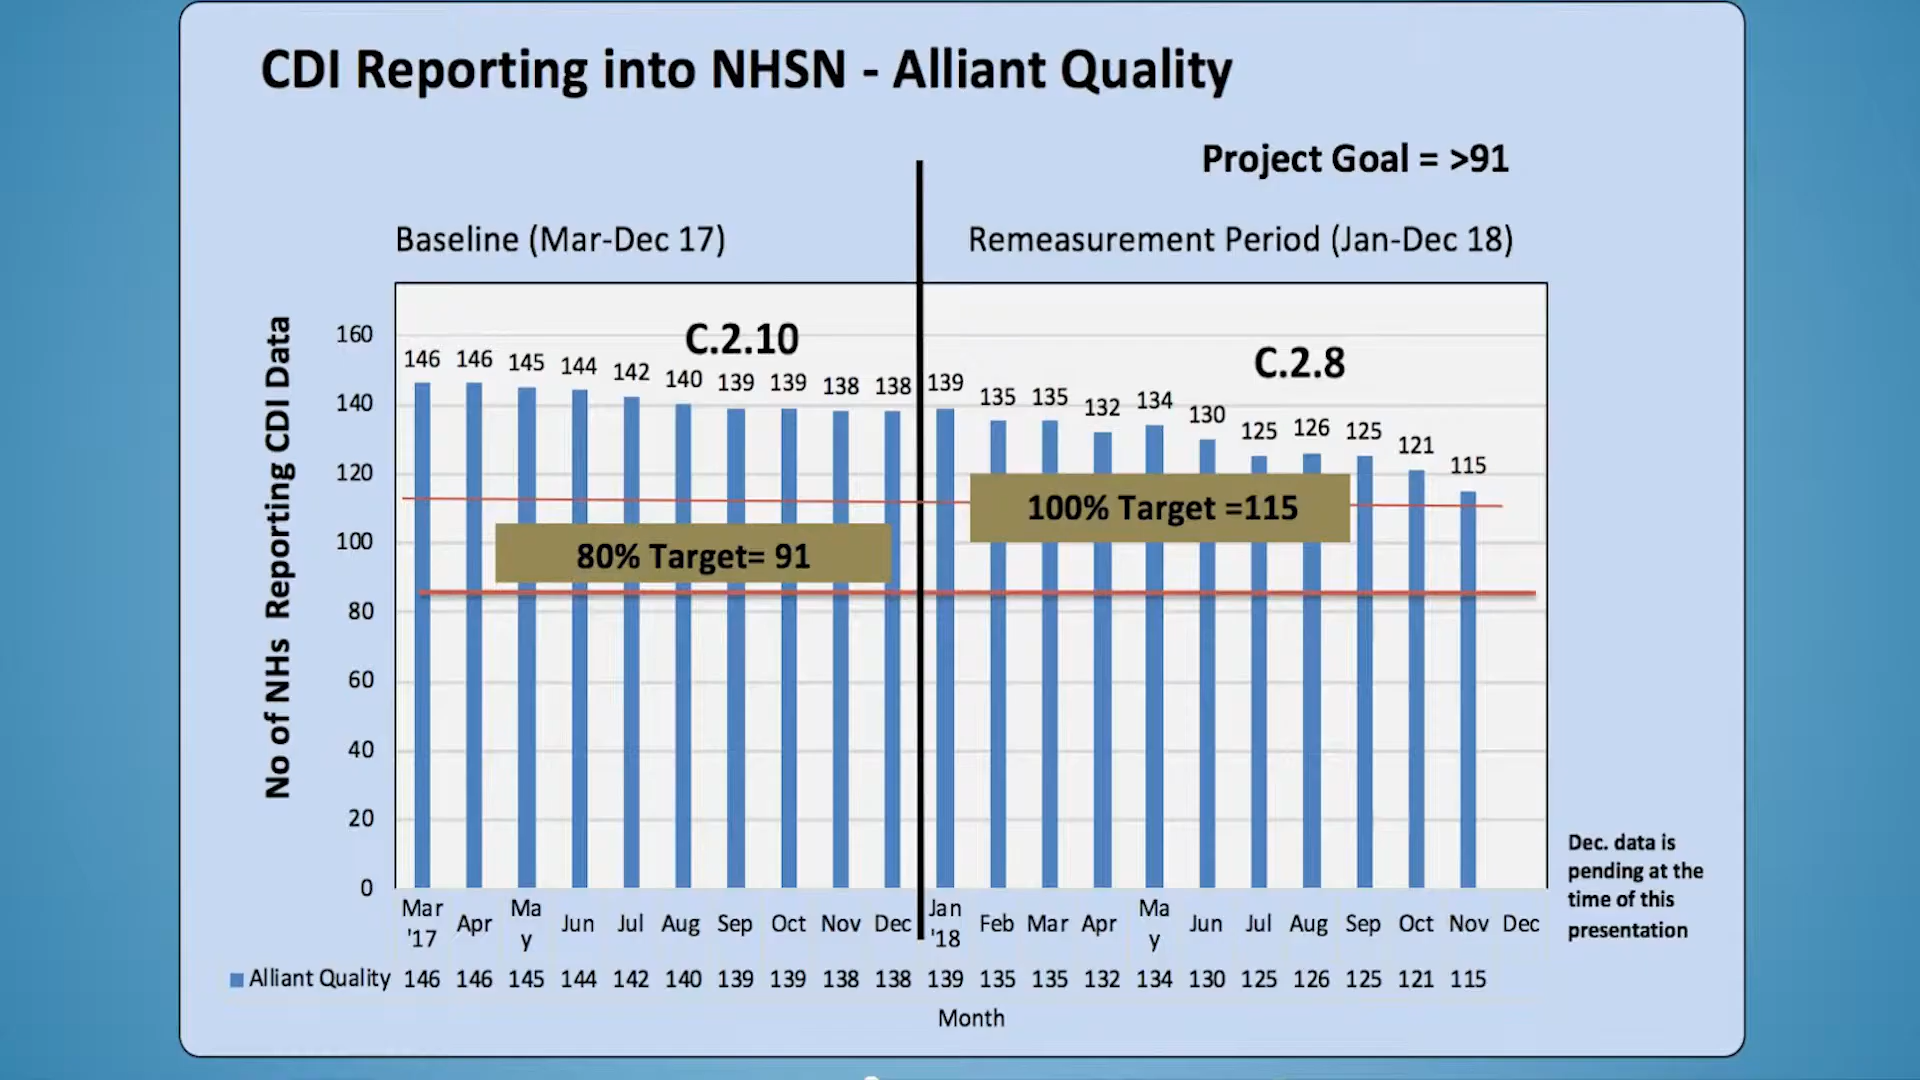 CDI Reporting into NHSN - Alliant Quality
Project Goal = >91
Baseline (Mar-Dec 17)
Remeasurement Period (Jan-Dec 18)
No of NHs Reporting CDI Data
160
140
120
100
80
60
40
20
0
C.2.10
C.2.8
146 146 145 144 142 140 139 139 138 138 139 135 135 132 134 130 125 126 125 121 115
100% Target =115
80% Target= 91
Mar '17 Apr Ma
y Jun Jul Aug Sep Oct Nov Dec Jan '18 Feb Mar Apr Ma
y Jun Jul Aug Sep Oct Nov Dec
Alliant Quality 146 146 145 144 142 140 139 139 138 138 139 135 135 132 134 130 125 126 125 121 115
Month
Dec. data is
pending at the
time of this
presentation